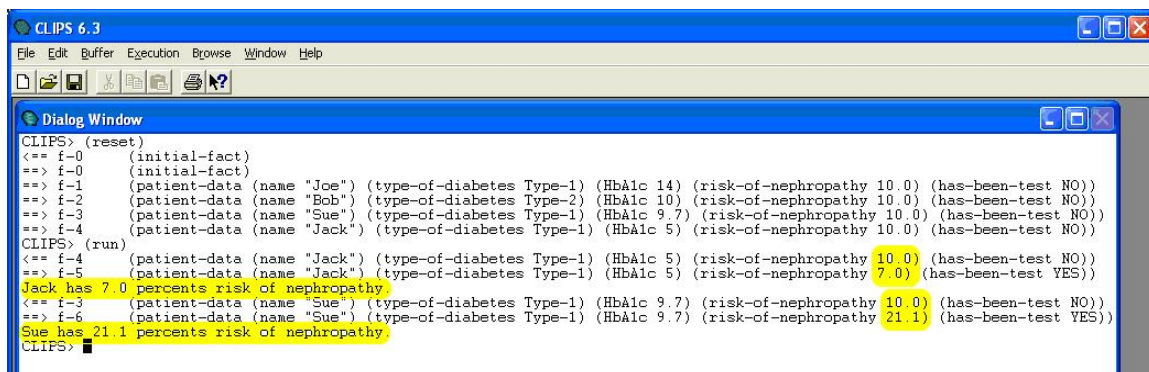 CLIPS 6.3
File Edit Buffer Execution Browse Window Help
Dialog Window
CLIPS> (reset)
<== f-0 (initial-fact)
==> f-0 (initial-fact)
==> f-1 (patient-data (name "Joe") (type-of-diabetes Type-1) (HbA1c 14) (risk-of-nephropathy 10.0) (has-been-test NO))
==> f-2 (patient-data (name "Bob") (type-of-diabetes Type-2) (HbA1c 10) (risk-of-nephropathy 10.0) (has-been-test NO))
==> f-3 (patient-data (name "Sue") (type-of-diabetes Type-1) (HbA1c 9.7) (risk-of-nephropathy 10.0) (has-been-test NO))
==> f-4 (patient-data (name "Jack") (type-of-diabetes Type-1) (HbA1c 5) (risk-of-nephropathy 10.0) (has-been-test NO))
CLIPS> (run)
<== f-4 (patient-data (name "Jack") (type-of-diabetes Type-1) (HbA1c 5) (risk-of-nephropathy 10.0) (has-been-test NO))
==> f-5 (patient-data (name "Jack") (type-of-diabetes Type-1) (HbA1c 5) (risk-of-nephropathy 7.0) (has-been-test YES))
Jack has 7.0 percents risk of nephropathy.
<== f-3 (patient-data (name "Sue") (type-of-diabetes Type-1) (HbA1c 9.7) (risk-of-nephropathy 10.0) (has-been-test NO))
==> f-6 (patient-data (name "Sue") (type-of-diabetes Type-1) (HbA1c 9.7) (risk-of-nephropathy 21.1) (has-been-test YES))
Sue has 21.1 percents risk of nephropathy.
CLIPS>